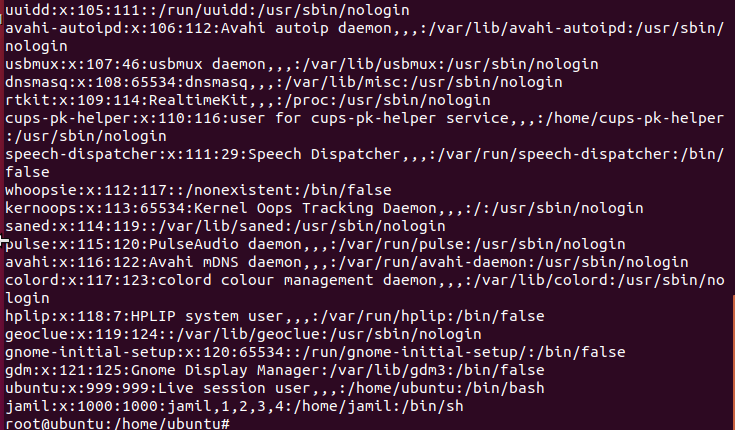 uuidd:x:105:111::/run/uuidd:/usr/sbin/nologin
avahi-autoipd:x:106:112:Avahi autoip daemon,,,:/var/lib/avahi-autoipd:/usr/sbin/
nologin
usbmux:x:107:46:usbmux daemon,,,:/var/lib/usbmux:/usr/sbin/nologin
dnsmasq:x:108:65534:dnsmasq,,,:/var/lib/misc:/usr/sbin/nologin
rtkit:x:109:114:RealtimeKit,,,:/proc:/usr/sbin/nologin
cups-pk-helper:x:110:116:user for cups-pk-helper service,,,:/home/cups-pk-helper
:/usr/sbin/nologin
speech-dispatcher:x:111:29:Speech Dispatcher,,,:/var/run/speech-dispatcher:/bin/
false
whoopsie:x:112:117::/nonexistent:/bin/false
kernoops:x:113:65534:Kernel Oops Tracking Daemon,,,:/:/usr/sbin/nologin
saned:x:114:119::/var/lib/saned:/usr/sbin/nologin
pulse:x:115:120:PulseAudio daemon,,,:/var/run/pulse:/usr/sbin/nologin
avahi:x:116:122:Avahi mDNS daemon,,,:/var/run/avahi-daemon:/usr/sbin/nologin
colord:x:117:123:colord colour management daemon,,,:/var/lib/colord:/usr/sbin/no
login
hplip:x:118:7:HPLIP system user,,,:/var/run/hplip:/bin/false
geoclue:x:119:124::/var/lib/geoclue:/usr/sbin/nologin
gnome-initial-setup:x:120:65534::/run/gnome-initial-setup/:/bin/false
gdm:x:121:125:Gnome Display Manager:/var/lib/gdm3:/bin/false
ubuntu:x:999:999:Live session user,,,:/home/ubuntu:/bin/bash
jamil:x:1000:1000:jamil,1,2,3,4:/home/jamil:/bin/sh
root@ubuntu:/home/ubuntu#